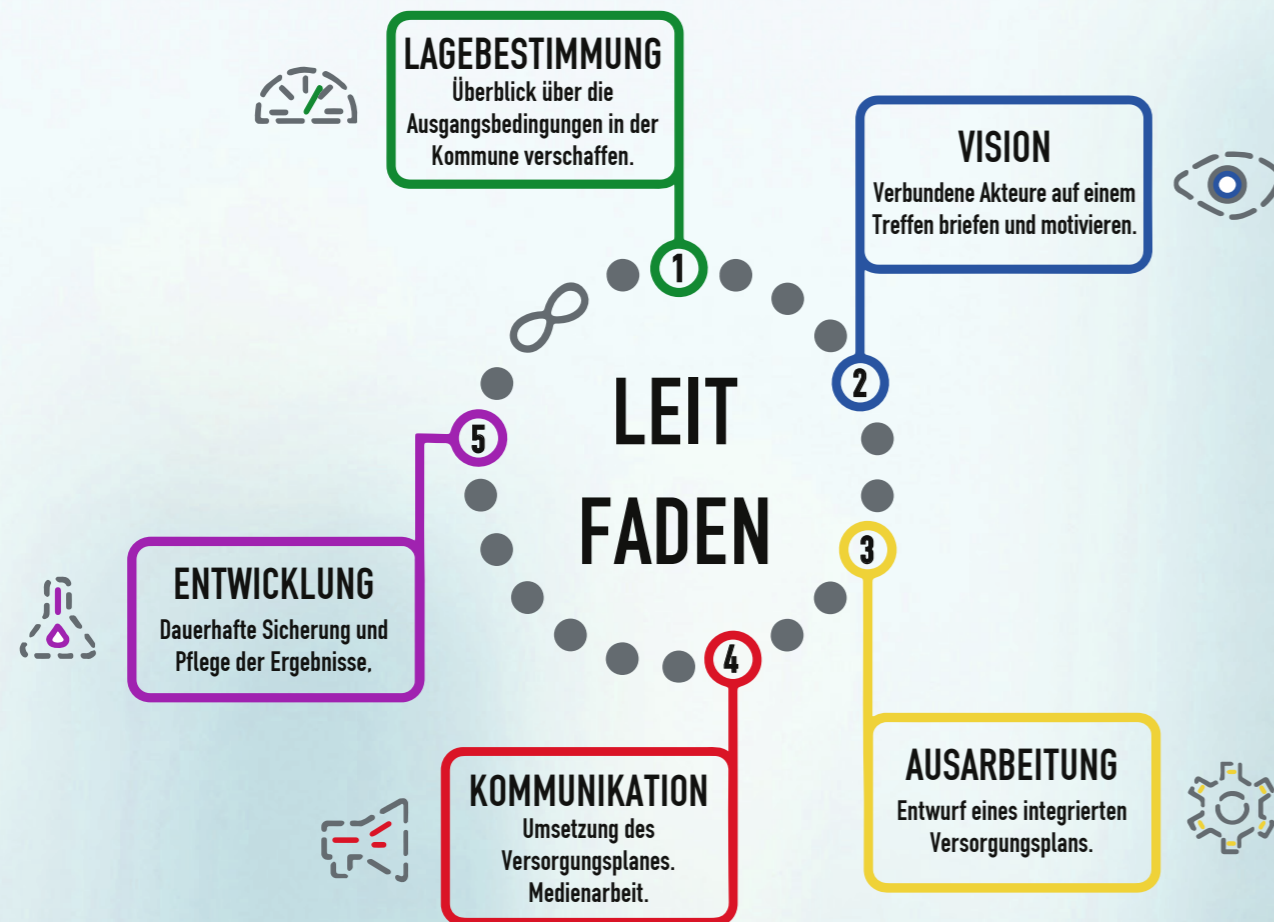 LAGEBESTIMMUNG
Überblick über die
Ausgangsbedingungen in der
Kommune verschaffen.
VISION
Verbundene Akteure auf einem
Treffen briefen und motivieren.
1
2
LEIT
FADEN
5
3
4
ENTWICKLUNG
Dauerhafte Sicherung und
Pflege der Ergebnisse,
AUSARBEITUNG
Entwurf eines integrierten
Versorgungsplans.
KOMMUNIKATION
Umsetzung des
Versorgungsplanes.
Medienarbeit.